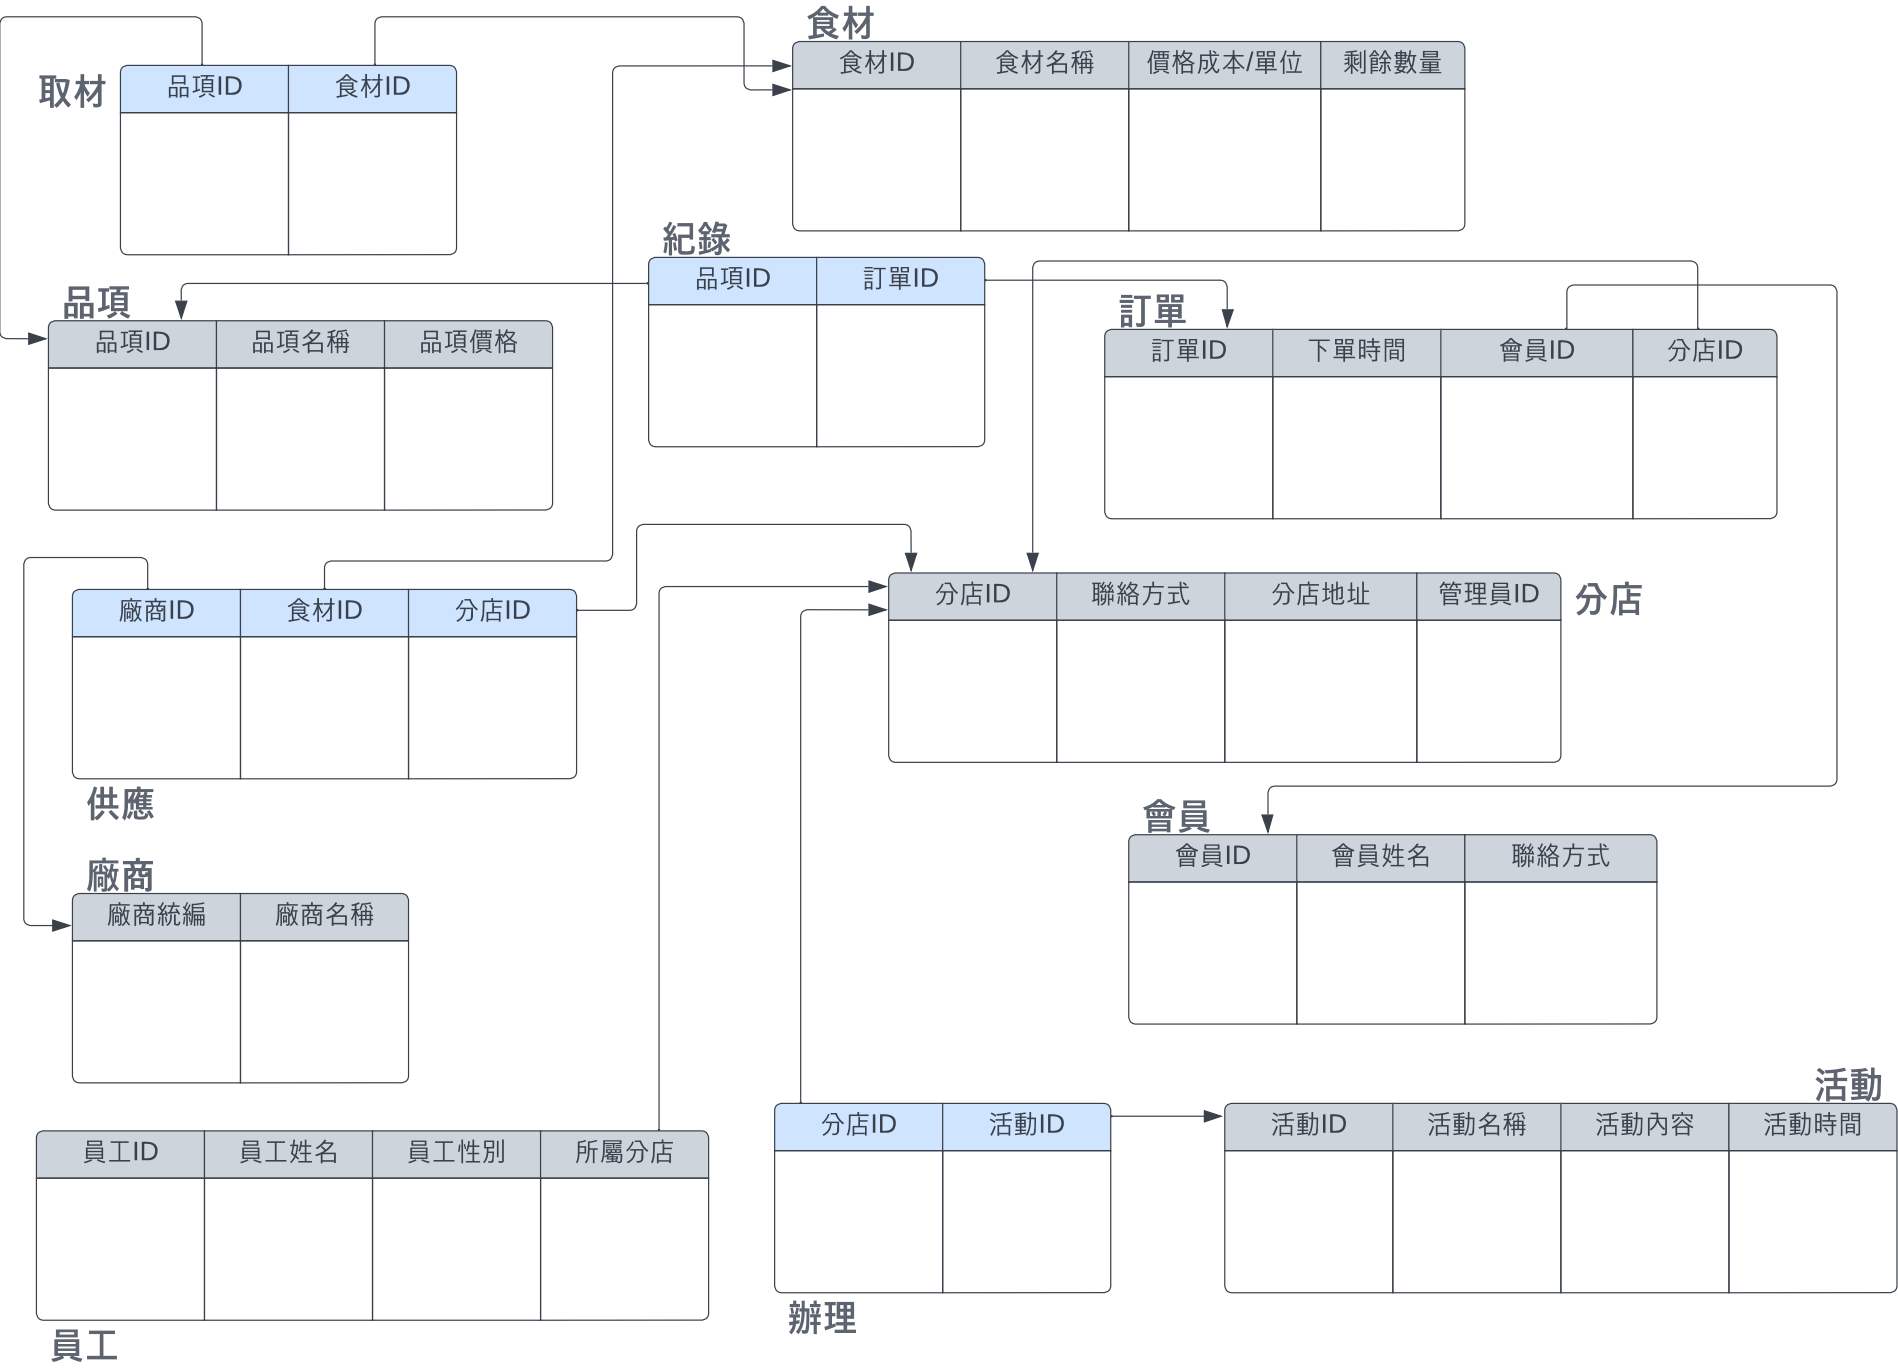 食材
食材ID 食材名稱 價格成本/單位 剩餘數量
取材
品項ID 食材ID
紀錄
品項ID 訂單ID
品項
品項ID 品項名稱 品項價格
訂單
訂單ID 下單時間 會員ID 分店ID
廠商ID 食材ID 分店ID
供應
分店ID 聯絡方式 分店地址 管理員ID
分店
會員
會員ID 會員姓名 聯絡方式
廠商
廠商統編 廠商名稱
活動
員工ID 員工姓名 員工性別 所屬分店
員工
分店ID 活動ID
辦理
活動ID 活動名稱 活動內容 活動時間